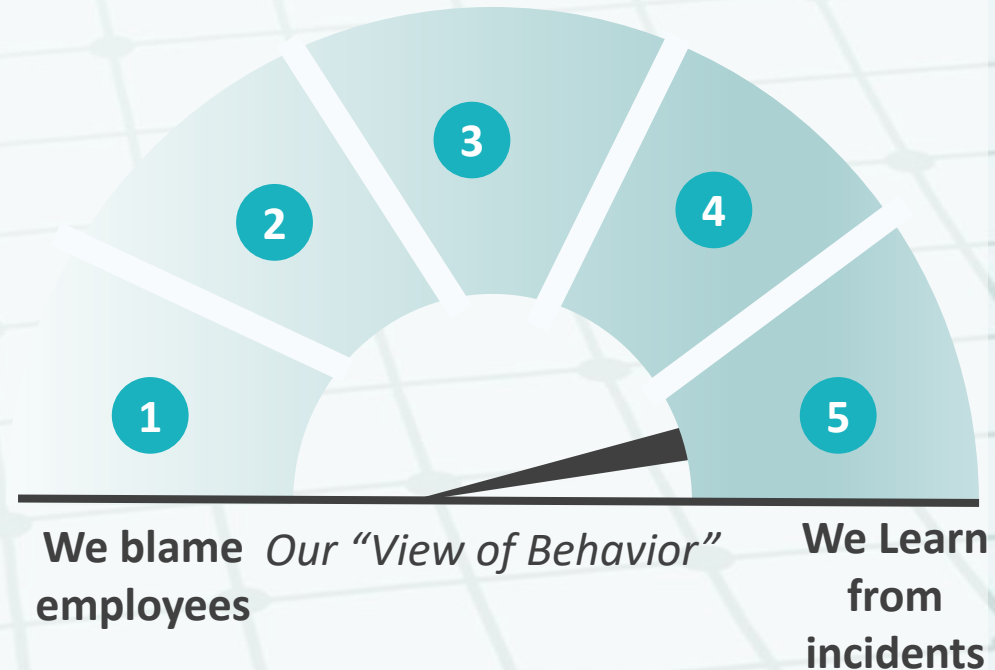 3
4
2
1
5
We blame
employees
Our “View of Behavior”
We Learn
from
incidents